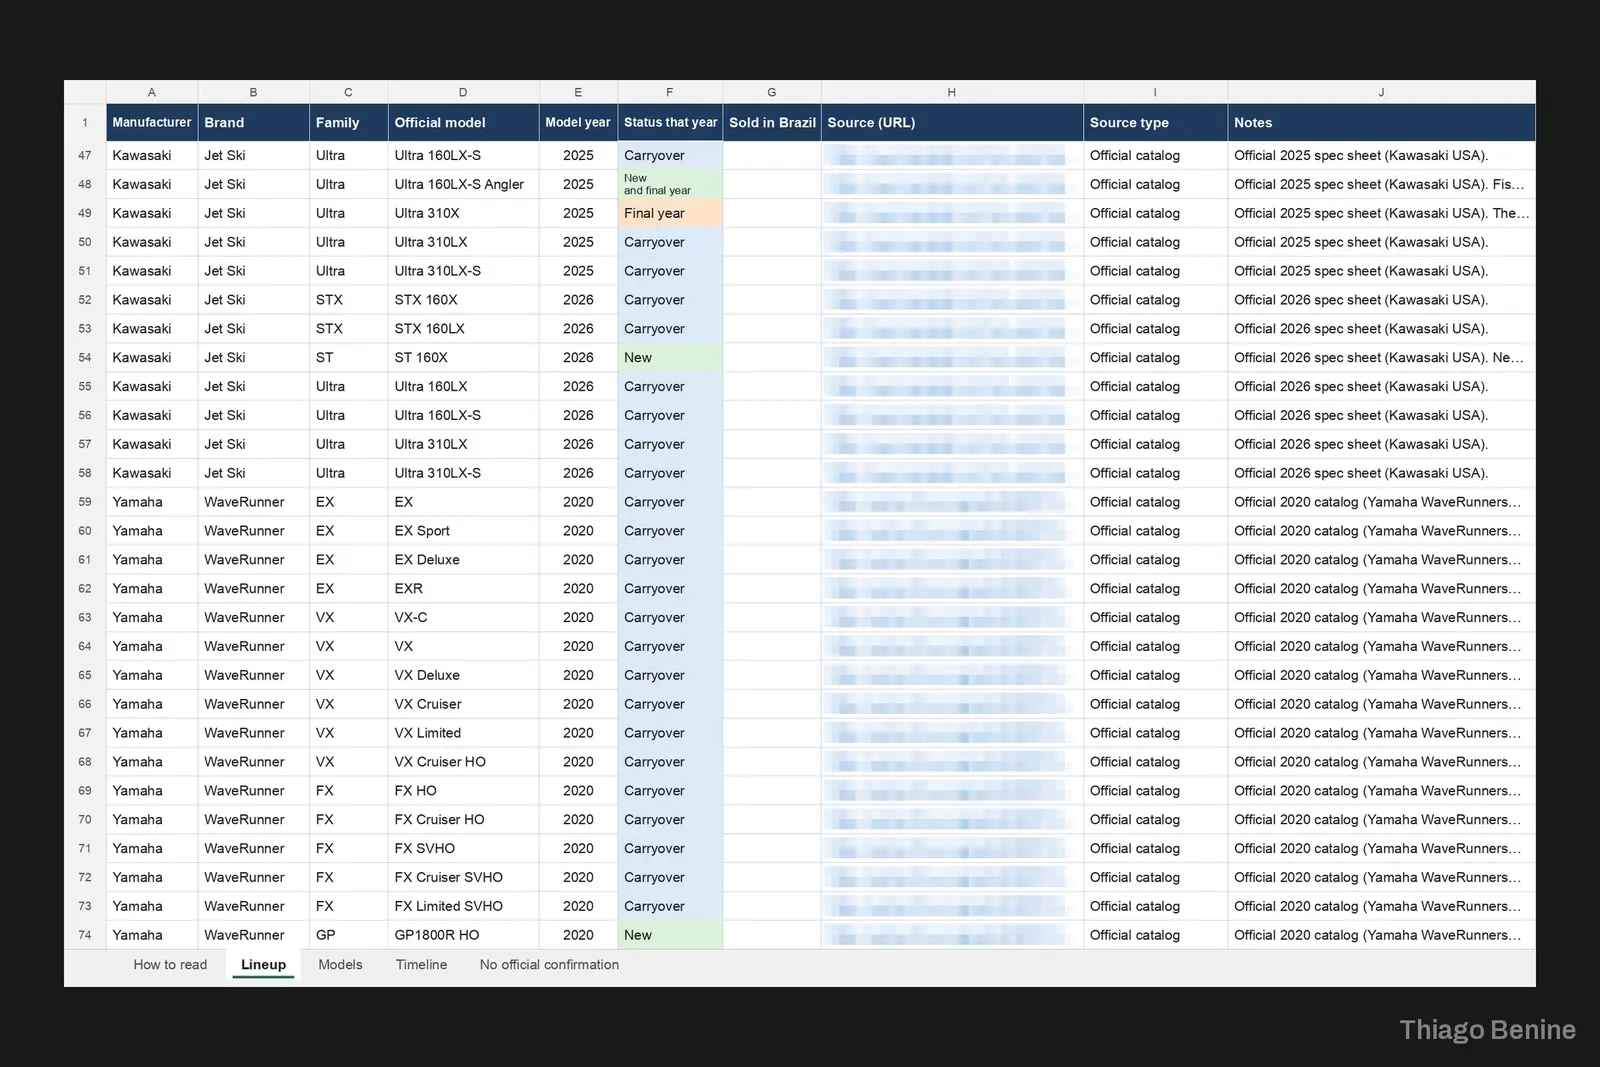 A B C D E F G H I J
1 Manufacturer Brand Family Official model Model year Status that year Sold in Brazil Source (URL) Source type Notes
47 Kawasaki Jet Ski Ultra Ultra 160LX-S 2025 Carryover Official catalog Official 2025 spec sheet (Kawasaki USA).
48 Kawasaki Jet Ski Ultra Ultra 160LX-S Angler 2025 New and final year Official catalog Official 2025 spec sheet (Kawasaki USA). Fis…
49 Kawasaki Jet Ski Ultra Ultra 310X 2025 Final year Official catalog Official 2025 spec sheet (Kawasaki USA). The…
50 Kawasaki Jet Ski Ultra Ultra 310LX 2025 Carryover Official catalog Official 2025 spec sheet (Kawasaki USA).
51 Kawasaki Jet Ski Ultra Ultra 310LX-S 2025 Carryover Official catalog Official 2025 spec sheet (Kawasaki USA).
52 Kawasaki Jet Ski STX STX 160X 2026 Carryover Official catalog Official 2026 spec sheet (Kawasaki USA).
53 Kawasaki Jet Ski STX STX 160LX 2026 Carryover Official catalog Official 2026 spec sheet (Kawasaki USA).
54 Kawasaki Jet Ski ST ST 160X 2026 New Official catalog Official 2026 spec sheet (Kawasaki USA). Ne…
55 Kawasaki Jet Ski Ultra Ultra 160LX 2026 Carryover Official catalog Official 2026 spec sheet (Kawasaki USA).
56 Kawasaki Jet Ski Ultra Ultra 160LX-S 2026 Carryover Official catalog Official 2026 spec sheet (Kawasaki USA).
57 Kawasaki Jet Ski Ultra Ultra 310LX 2026 Carryover Official catalog Official 2026 spec sheet (Kawasaki USA).
58 Kawasaki Jet Ski Ultra Ultra 310LX-S 2026 Carryover Official catalog Official 2026 spec sheet (Kawasaki USA).
59 Yamaha WaveRunner EX EX 2020 Carryover Official catalog Official 2020 catalog (Yamaha WaveRunners…
60 Yamaha WaveRunner EX EX Sport 2020 Carryover Official catalog Official 2020 catalog (Yamaha WaveRunners…
61 Yamaha WaveRunner EX EX Deluxe 2020 Carryover Official catalog Official 2020 catalog (Yamaha WaveRunners…
62 Yamaha WaveRunner EX EXR 2020 Carryover Official catalog Official 2020 catalog (Yamaha WaveRunners…
63 Yamaha WaveRunner VX VX-C 2020 Carryover Official catalog Official 2020 catalog (Yamaha WaveRunners…
64 Yamaha WaveRunner VX VX 2020 Carryover Official catalog Official 2020 catalog (Yamaha WaveRunners…
65 Yamaha WaveRunner VX VX Deluxe 2020 Carryover Official catalog Official 2020 catalog (Yamaha WaveRunners…
66 Yamaha WaveRunner VX VX Cruiser 2020 Carryover Official catalog Official 2020 catalog (Yamaha WaveRunners…
67 Yamaha WaveRunner VX VX Limited 2020 Carryover Official catalog Official 2020 catalog (Yamaha WaveRunners…
68 Yamaha WaveRunner VX VX Cruiser HO 2020 Carryover Official catalog Official 2020 catalog (Yamaha WaveRunners…
69 Yamaha WaveRunner FX FX HO 2020 Carryover Official catalog Official 2020 catalog (Yamaha WaveRunners…
70 Yamaha WaveRunner FX FX Cruiser HO 2020 Carryover Official catalog Official 2020 catalog (Yamaha WaveRunners…
71 Yamaha WaveRunner FX FX SVHO 2020 Carryover Official catalog Official 2020 catalog (Yamaha WaveRunners…
72 Yamaha WaveRunner FX FX Cruiser SVHO 2020 Carryover Official catalog Official 2020 catalog (Yamaha WaveRunners…
73 Yamaha WaveRunner FX FX Limited SVHO 2020 Carryover Official catalog Official 2020 catalog (Yamaha WaveRunners…
74 Yamaha WaveRunner GP GP1800R HO 2020 New Official catalog Official 2020 catalog (Yamaha WaveRunners…
How to read Lineup Models Timeline No official confirmation
Thiago Benine